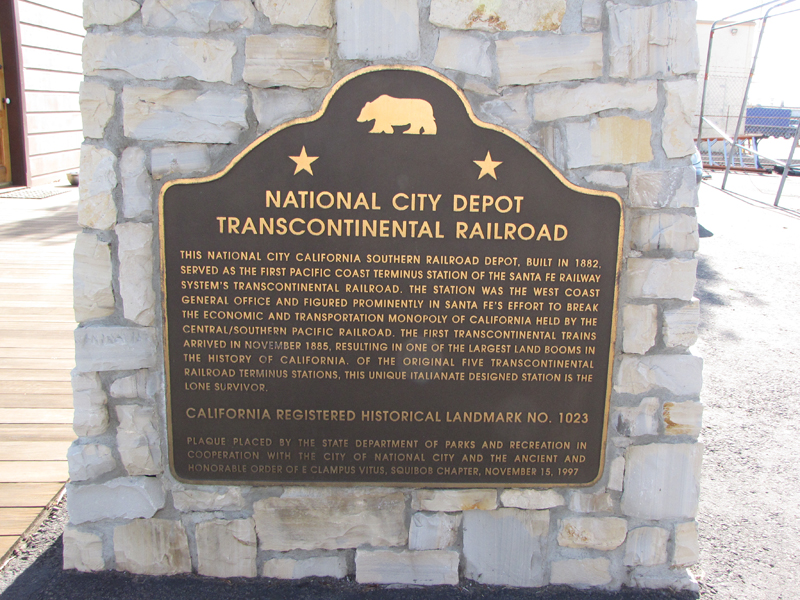 NATIONAL CITY DEPOT
TRANSCONTINENTAL RAILROAD
THIS NATIONAL CITY CALIFORNIA SOUTHERN RAILROAD DEPOT, BUILT IN 1882,
SERVED AS THE FIRST PACIFIC COAST TERMINUS STATION OF THE SANTA FE RAILWAY
SYSTEM'S TRANSCONTINENTAL RAILROAD. THE STATION WAS THE WEST COAST
GENERAL OFFICE AND FIGURED PROMINENTLY IN SANTA FE'S EFFORT TO BREAK
THE ECONOMIC AND TRANSPORTATION MONOPOLY OF CALIFORNIA HELD BY THE
CENTRAL/SOUTHERN PACIFIC RAILROAD. THE FIRST TRANSCONTINENTAL TRAINS
ARRIVED IN NOVEMBER 1885, RESULTING IN ONE OF THE LARGEST LAND BOOMS IN
THE HISTORY OF CALIFORNIA. OF THE ORIGINAL FIVE TRANSCONTINENTAL
RAILROAD TERMINUS STATIONS, THIS UNIQUE ITALIANATE DESIGNED STATION IS THE
LONE SURVIVOR.
CALIFORNIA REGISTERED HISTORICAL LANDMARK NO. 1023
PLAQUE PLACED BY THE STATE DEPARTMENT OF PARKS AND RECREATION IN
COOPERATION WITH THE CITY OF NATIONAL CITY AND THE ANCIENT AND
HONORABLE ORDER OF E CLAMPUS VITUS, SQUIBOB CHAPTER, NOVEMBER 15, 1997